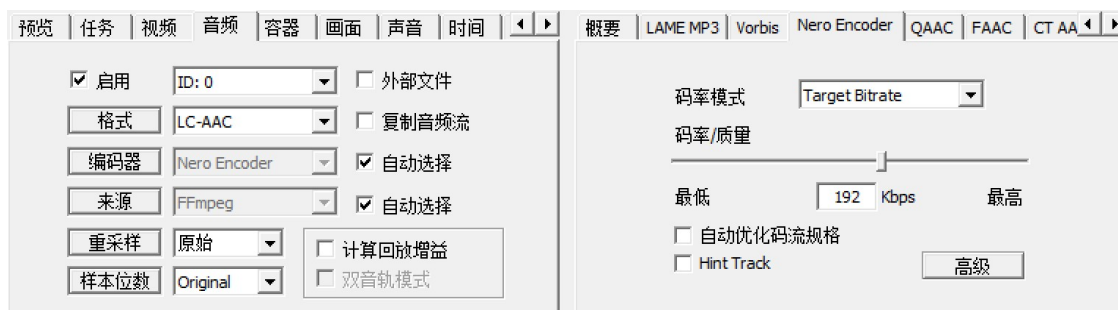 预览 任务 视频 音频 容器 画面 声音 时间
启用 ID: 0 外部文件
格式 LC-AAC 复制音频流
编码器 Nero Encoder 自动选择
来源 FFmpeg 自动选择
重采样 原始 计算回放增益
样本位数 Original 双音轨模式
概要 LAME MP3 Vorbis Nero Encoder QAAC FAAC CT AA
码率模式 Target Bitrate
码率/质量
最低 192 Kbps 最高
自动优化码流规格
Hint Track 高级